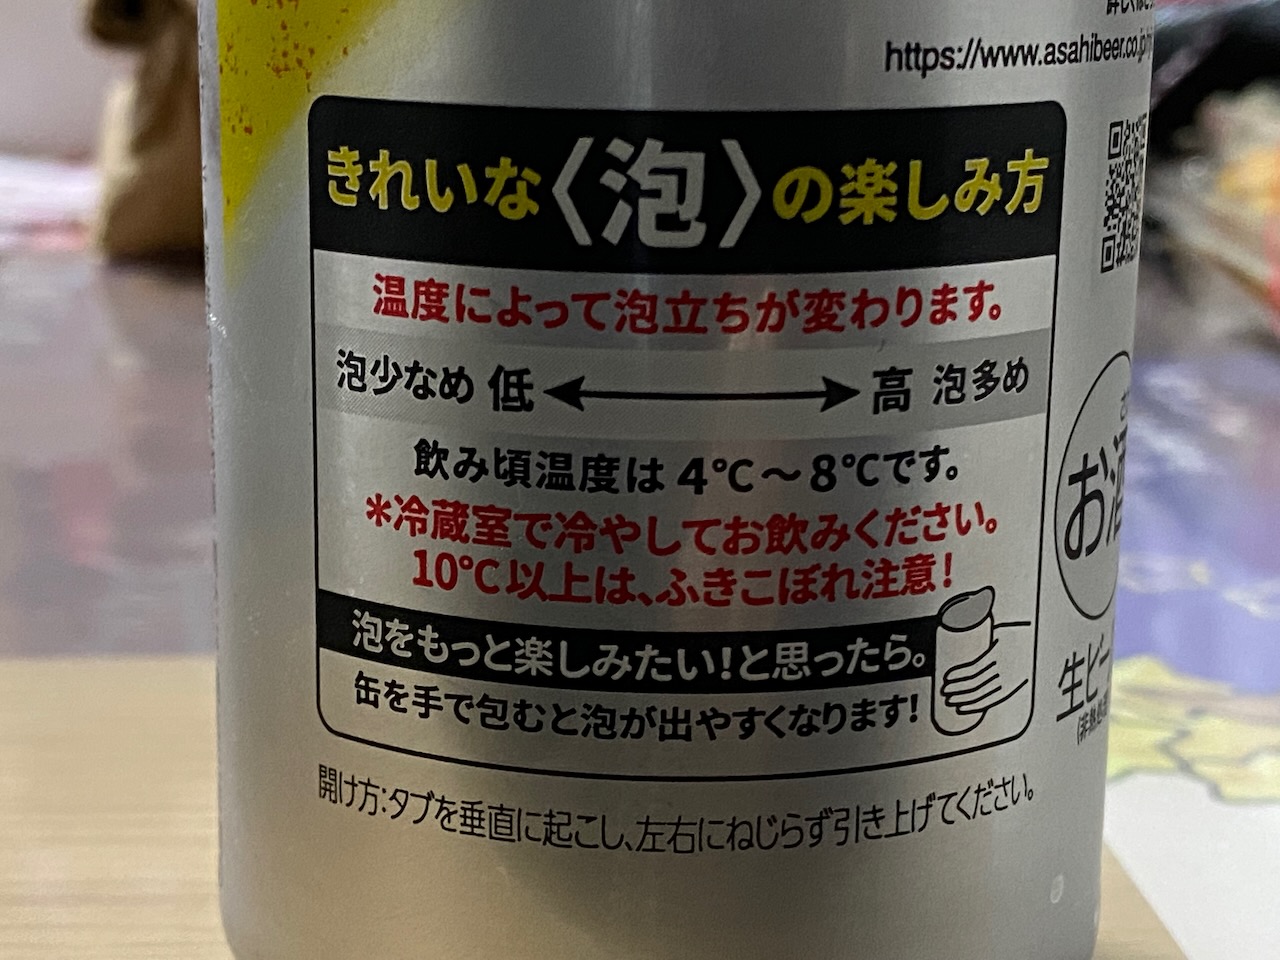 https://www.asahibeer.co.jp
きれいな〈泡〉の楽しみ方
温度によって泡立ちが変わります。
泡少なめ 低 ⟷ 高 泡多め
飲み頃温度は4℃〜8℃です。
*冷蔵室で冷やしてお飲みください。
10℃以上は、ふきこぼれ注意！
泡をもっと楽しみたい！と思ったら。
缶を手で包むと泡が出やすくなります！
開け方：タブを垂直に起こし、左右にねじらず引き上げてください。
お酒
生ビー